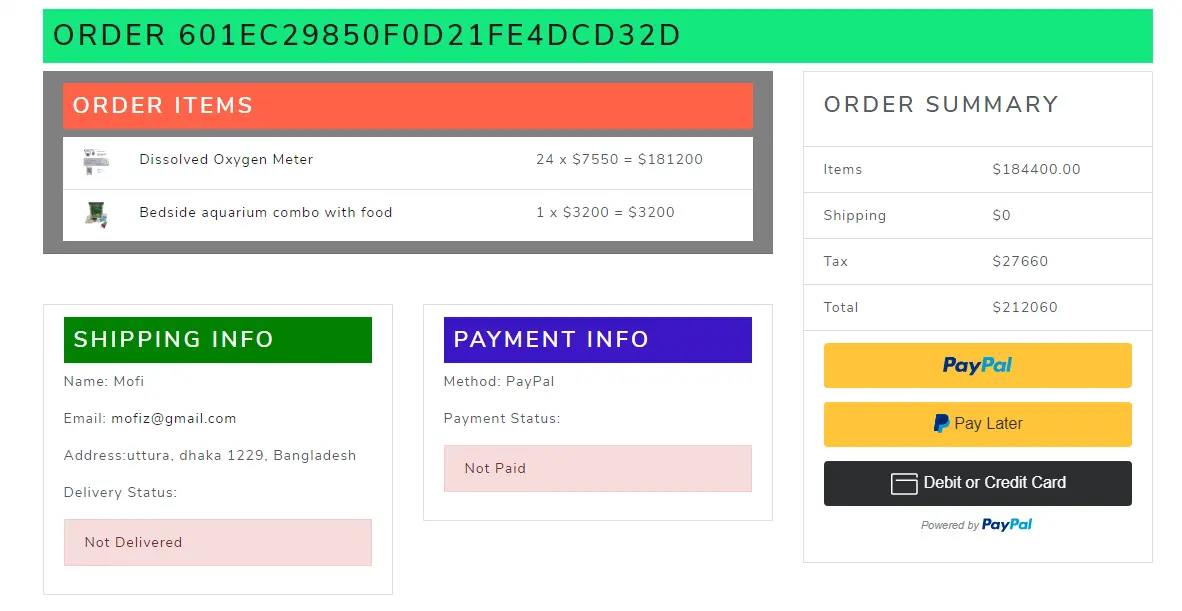 ORDER 601EC29850F0D21FE4DCD32D
ORDER ITEMS
Dissolved Oxygen Meter 24 x $7550 = $181200
Bedside aquarium combo with food 1 x $3200 = $3200
SHIPPING INFO
Name: Mofi
Email: mofiz@gmail.com
Address:uttura, dhaka 1229, Bangladesh
Delivery Status:
Not Delivered
PAYMENT INFO
Method: PayPal
Payment Status:
Not Paid
ORDER SUMMARY
Items $184400.00
Shipping $0
Tax $27660
Total $212060
PayPal
Pay Later
Debit or Credit Card
Powered by PayPal